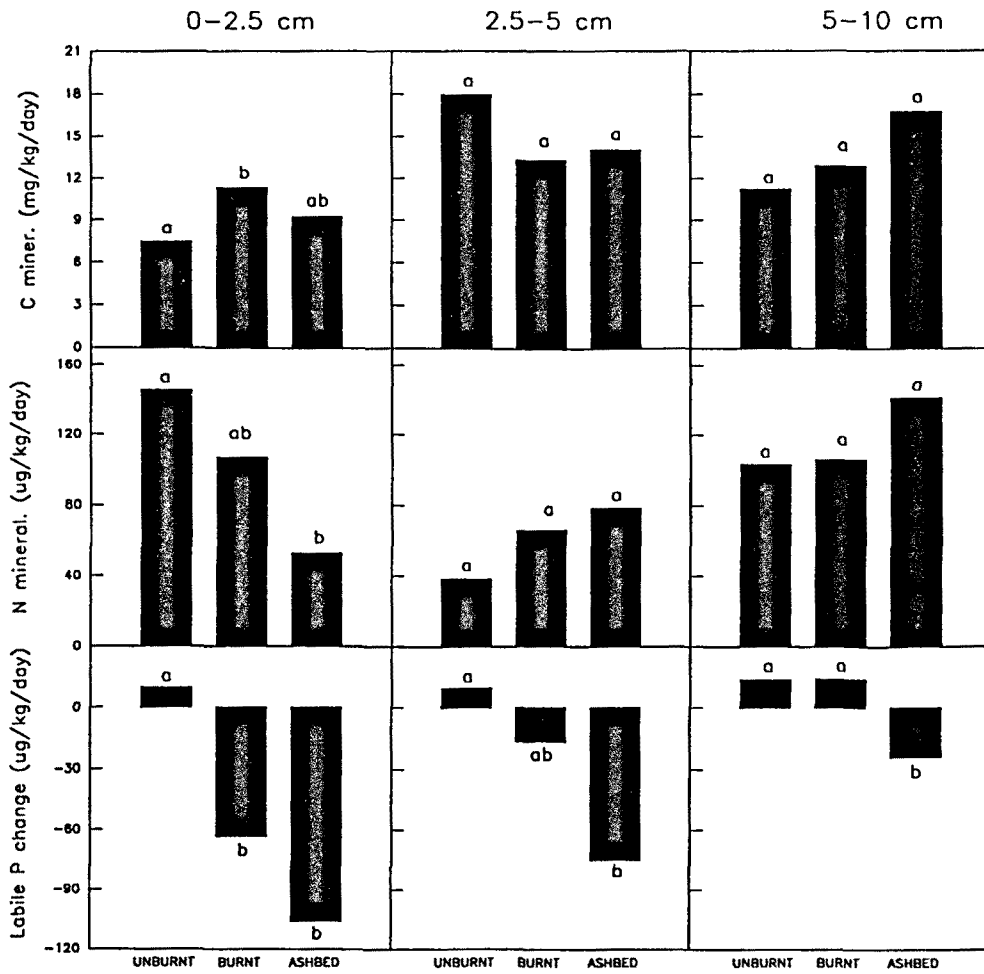 0–2.5 cm 2.5–5 cm 5–10 cm
C miner. (mg/kg/day)
21
18
15
12
9
6
3
0
a b ab
a a a
a a a
N mineral. (ug/kg/day)
160
120
80
40
0
a ab b
a a a
a a a
Labile P change (ug/kg/day)
0
-30
-60
-90
-120
a b b
a ab b
a a b
UNBURNT BURNT ASHBED UNBURNT BURNT ASHBED UNBURNT BURNT ASHBED